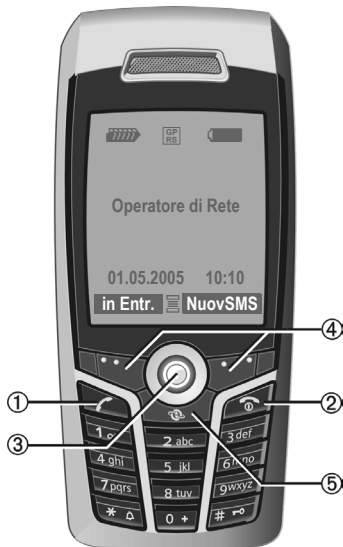 GP
RS
Operatore di Rete
01.05.2005 10:10
in Entr. NuovSMS
④
①
②
③
⑤
1
2 abc
3 def
4 ghi
5 jkl
6 mno
7 pqrs
8 tuv
9 wxyz
*
0 +
#